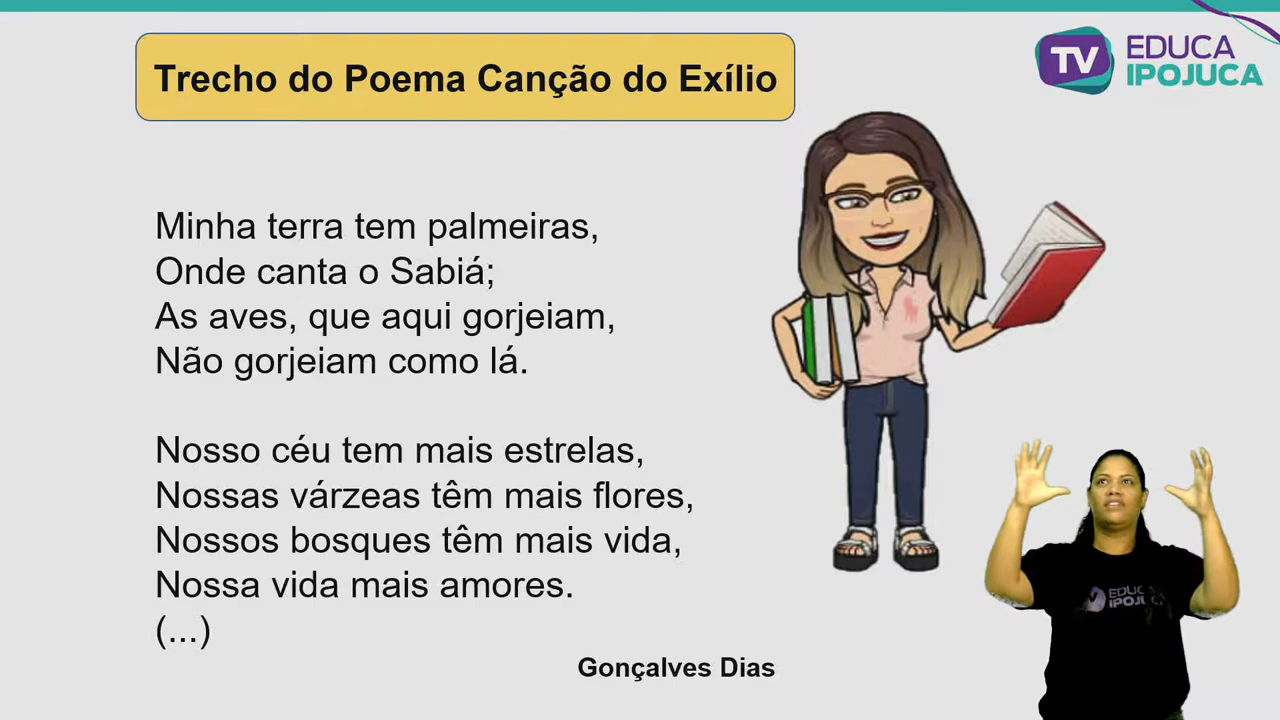 Trecho do Poema Canção do Exílio
TV EDUCA
IPOJUCA
Minha terra tem palmeiras,
Onde canta o Sabiá;
As aves, que aqui gorjeiam,
Não gorjeiam como lá.
Nosso céu tem mais estrelas,
Nossas várzeas têm mais flores,
Nossos bosques têm mais vida,
Nossa vida mais amores.
(...)
Gonçalves Dias